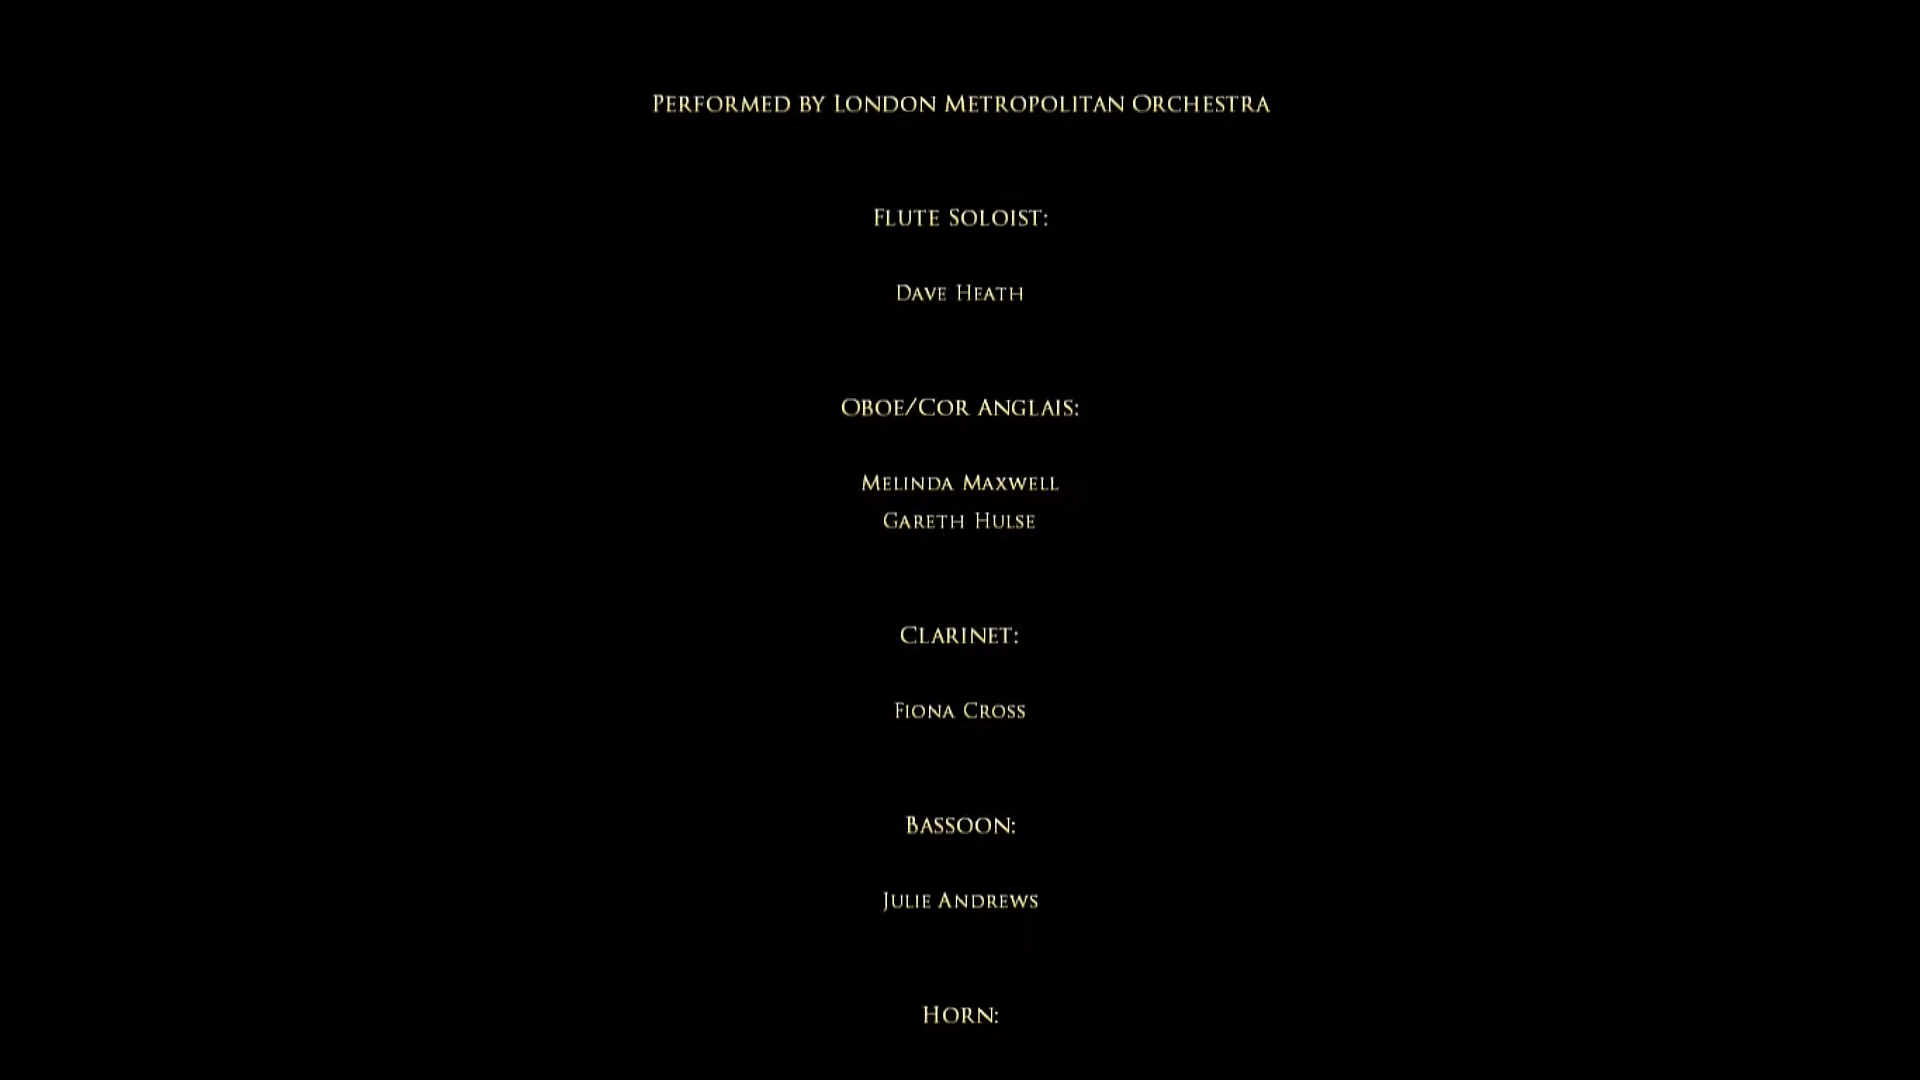 Performed by London Metropolitan Orchestra
Flute Soloist:
Dave Heath
Oboe/Cor Anglais:
Melinda Maxwell
Gareth Hulse
Clarinet:
Fiona Cross
Bassoon:
Julie Andrews
Horn: